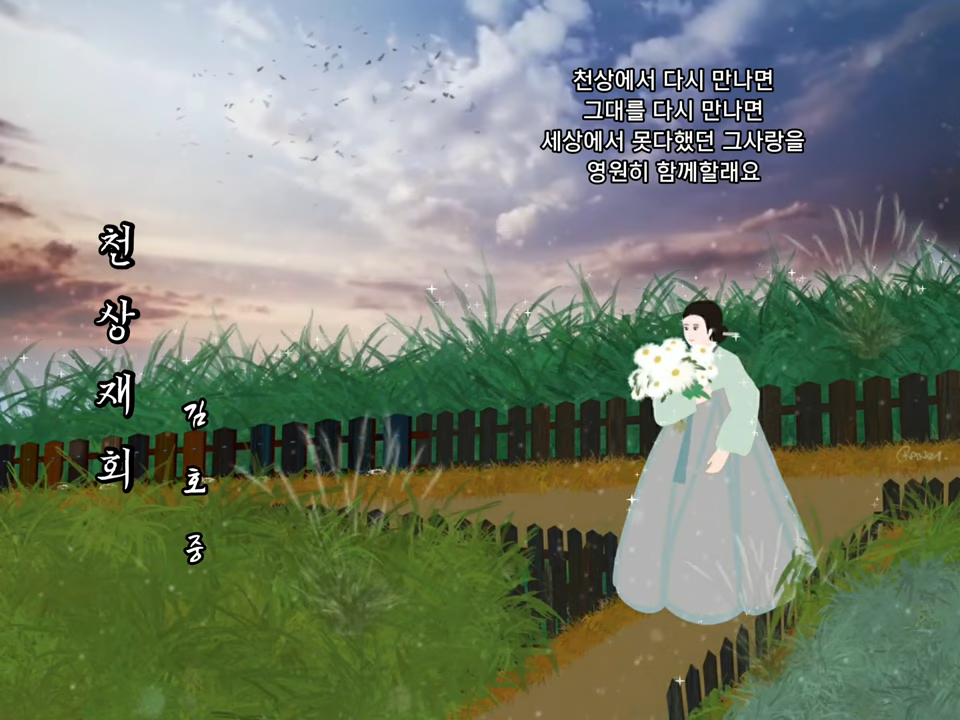 천상에서 다시 만나면
그대를 다시 만나면
세상에서 못다했던 그사랑을
영원히 함께할래요
천상재회
김호중